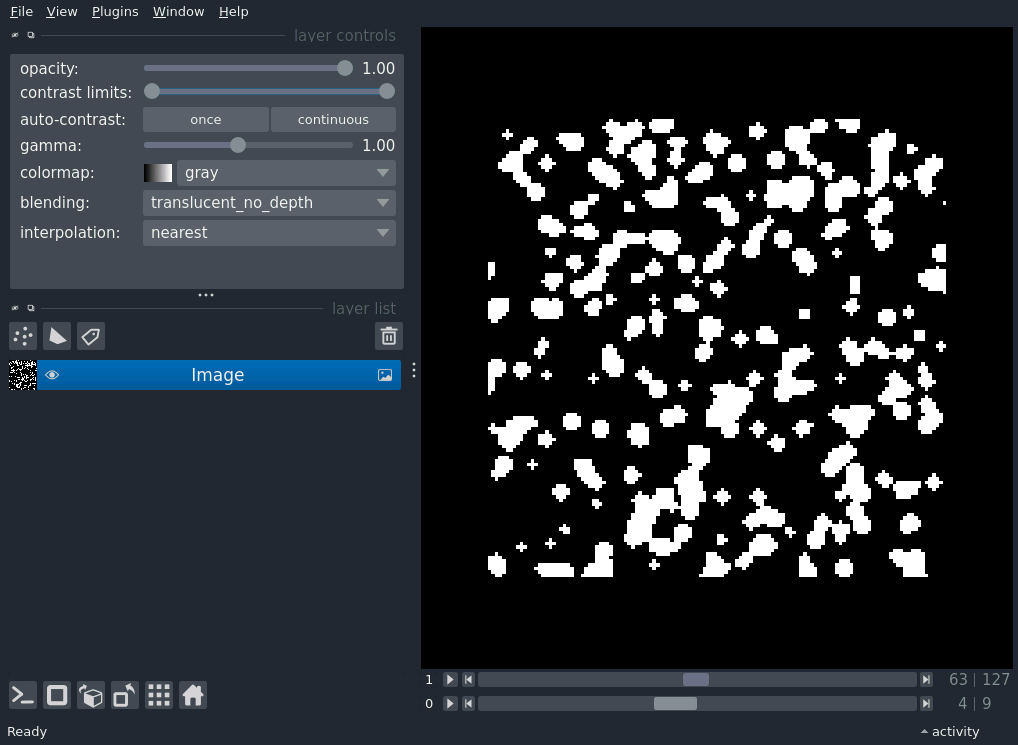 File View Plugins Window Help
layer controls
opacity: 1.00
contrast limits:
auto-contrast: once continuous
gamma: 1.00
colormap: gray
blending: translucent_no_depth
interpolation: nearest
layer list
Image
1 63 | 127
0 4 | 9
Ready activity